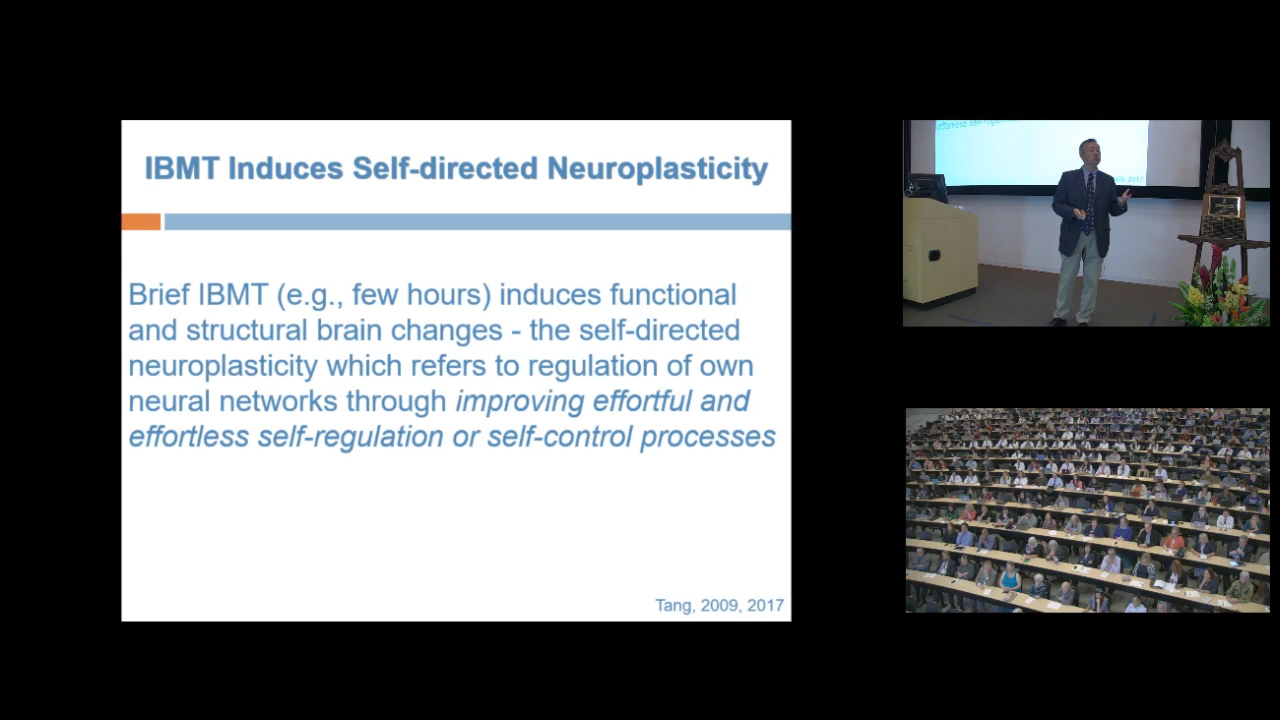 IBMT Induces Self-directed Neuroplasticity
Brief IBMT (e.g., few hours) induces functional
and structural brain changes - the self-directed
neuroplasticity which refers to regulation of own
neural networks through improving effortful and
effortless self-regulation or self-control processes
Tang, 2009, 2017